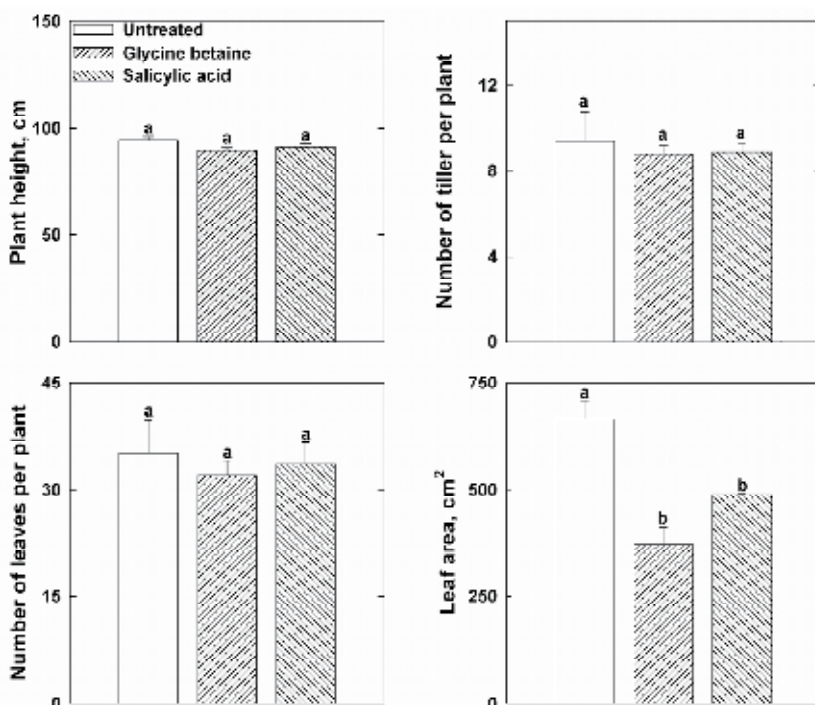 150
Untreated
Glycine betaine
Salicylic acid
100
50
0
Plant height, cm
a
a
a
12
8
4
0
Number of tiller per plant
a
a
a
45
30
15
0
Number of leaves per plant
a
a
a
750
500
250
0
Leaf area, cm²
a
b
b